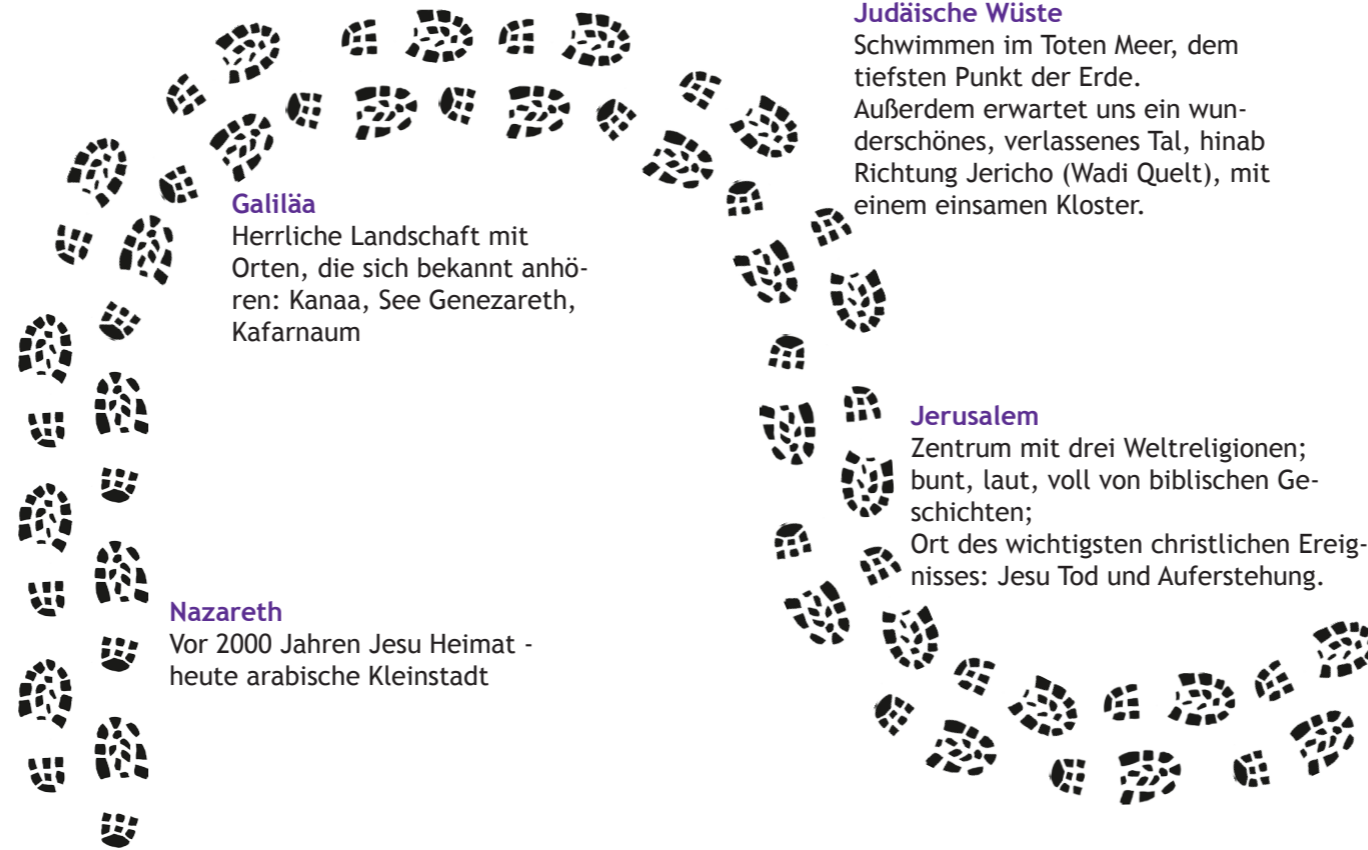 Judäische Wüste
Schwimmen im Toten Meer, dem
tiefsten Punkt der Erde.
Außerdem erwartet uns ein wun-
derschönes, verlassenes Tal, hinab
Richtung Jericho (Wadi Quelt), mit
einem einsamen Kloster.
Galiläa
Herrliche Landschaft mit
Orten, die sich bekannt anhö-
ren: Kanaa, See Genezareth,
Kafarnaum
Jerusalem
Zentrum mit drei Weltreligionen;
bunt, laut, voll von biblischen Ge-
schichten;
Ort des wichtigsten christlichen Ereig-
nisses: Jesu Tod und Auferstehung.
Nazareth
Vor 2000 Jahren Jesu Heimat -
heute arabische Kleinstadt